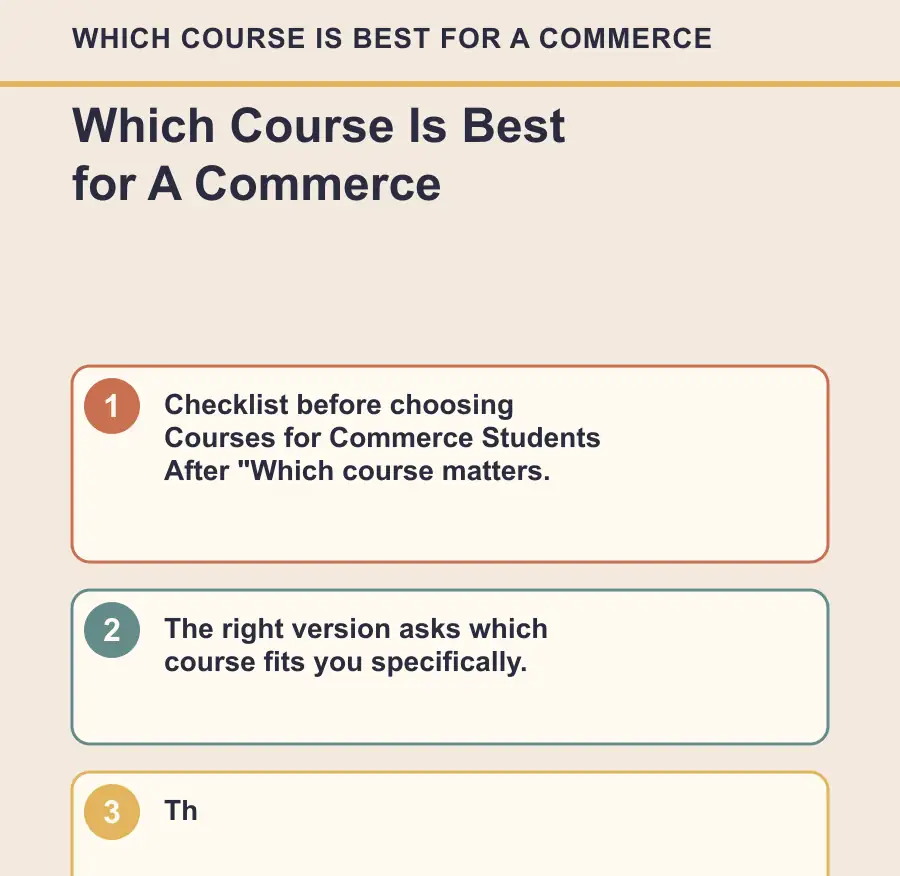 WHICH COURSE IS BEST FOR A COMMERCE
Which Course Is Best
for A Commerce
1
Checklist before choosing
Courses for Commerce Students
After "Which course matters.
2
The right version asks which
course fits you specifically.
3
Th